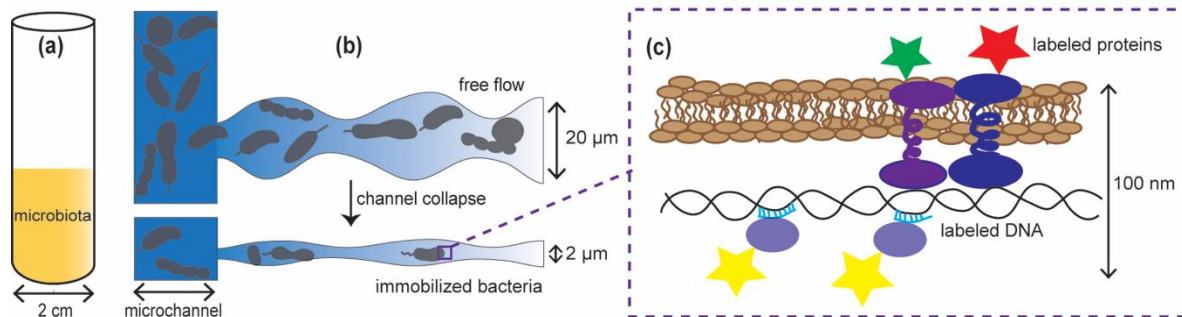 (a)
microbiota
2 cm
(b)
free flow
20 µm
channel collapse
2 µm
immobilized bacteria
microchannel
(c)
labeled proteins
100 nm
labeled DNA